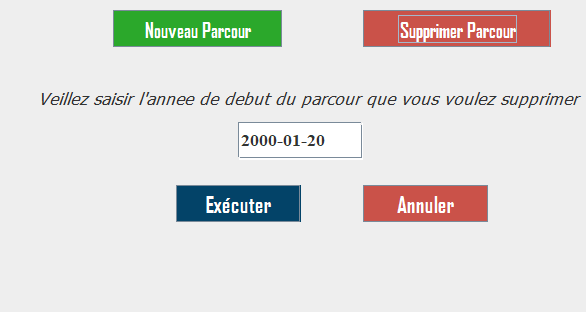 Nouveau Parcour
Supprimer Parcour
Veillez saisir l'annee de debut du parcour que vous voulez supprimer
2000-01-20
Exécuter
Annuler